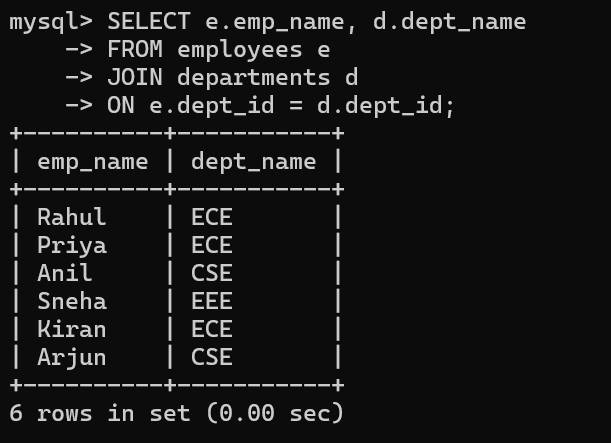 mysql> SELECT e.emp_name, d.dept_name
    -> FROM employees e
    -> JOIN departments d
    -> ON e.dept_id = d.dept_id;
+----------+-----------+
| emp_name | dept_name |
+----------+-----------+
| Rahul    | ECE       |
| Priya    | ECE       |
| Anil     | CSE       |
| Sneha    | EEE       |
| Kiran    | ECE       |
| Arjun    | CSE       |
+----------+-----------+
6 rows in set (0.00 sec)